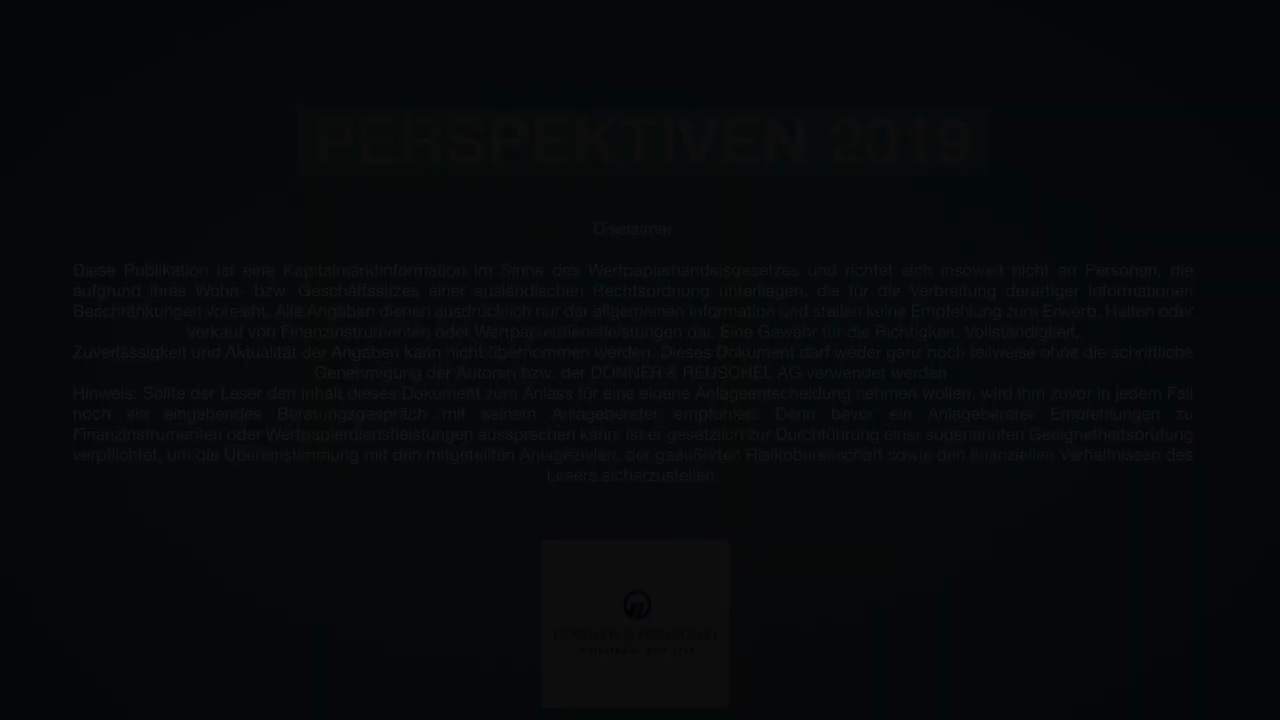 PERSPEKTIVEN 2019
Disclaimer
Diese Publikation ist eine Kapitalmarktinformation im Sinne des Wertpapierhandelsgesetzes und richtet sich insoweit nicht an Personen, die
aufgrund ihres Wohn- bzw. Geschäftssitzes einer ausländischen Rechtsordnung unterliegen, die für die Verbreitung derartiger Informationen
Beschränkungen vorsieht. Alle Angaben dienen ausdrücklich nur der allgemeinen Information und stellen keine Empfehlung zum Erwerb, Halten oder
Verkauf von Finanzinstrumenten oder Wertpapierdienstleistungen dar. Eine Gewähr für die Richtigkeit, Vollständigkeit,
Zuverlässigkeit und Aktualität der Angaben kann nicht übernommen werden. Dieses Dokument darf weder ganz noch teilweise ohne die schriftliche
Genehmigung der Autoren bzw. der DONNER & REUSCHEL AG verwendet werden
Hinweis: Sollte der Leser den Inhalt dieses Dokument zum Anlass für eine eigene Anlageentscheidung nehmen wollen, wird ihm zuvor in jedem Fall
noch ein eingehendes Beratungsgespräch mit seinem Anlageberater empfohlen. Denn bevor ein Anlageberater Empfehlungen zu
Finanzinstrumenten oder Wertpapierdienstleistungen aussprechen kann, ist er gesetzlich zur Durchführung einer sogenannten Geeignetheitsprüfung
verpflichtet, um die Übereinstimmung mit den mitgeteilten Anlagezielen, der geäußerten Risikobereitschaft sowie den finanziellen Verhältnissen des
Lesers sicherzustellen.
DONNER & REUSCHEL